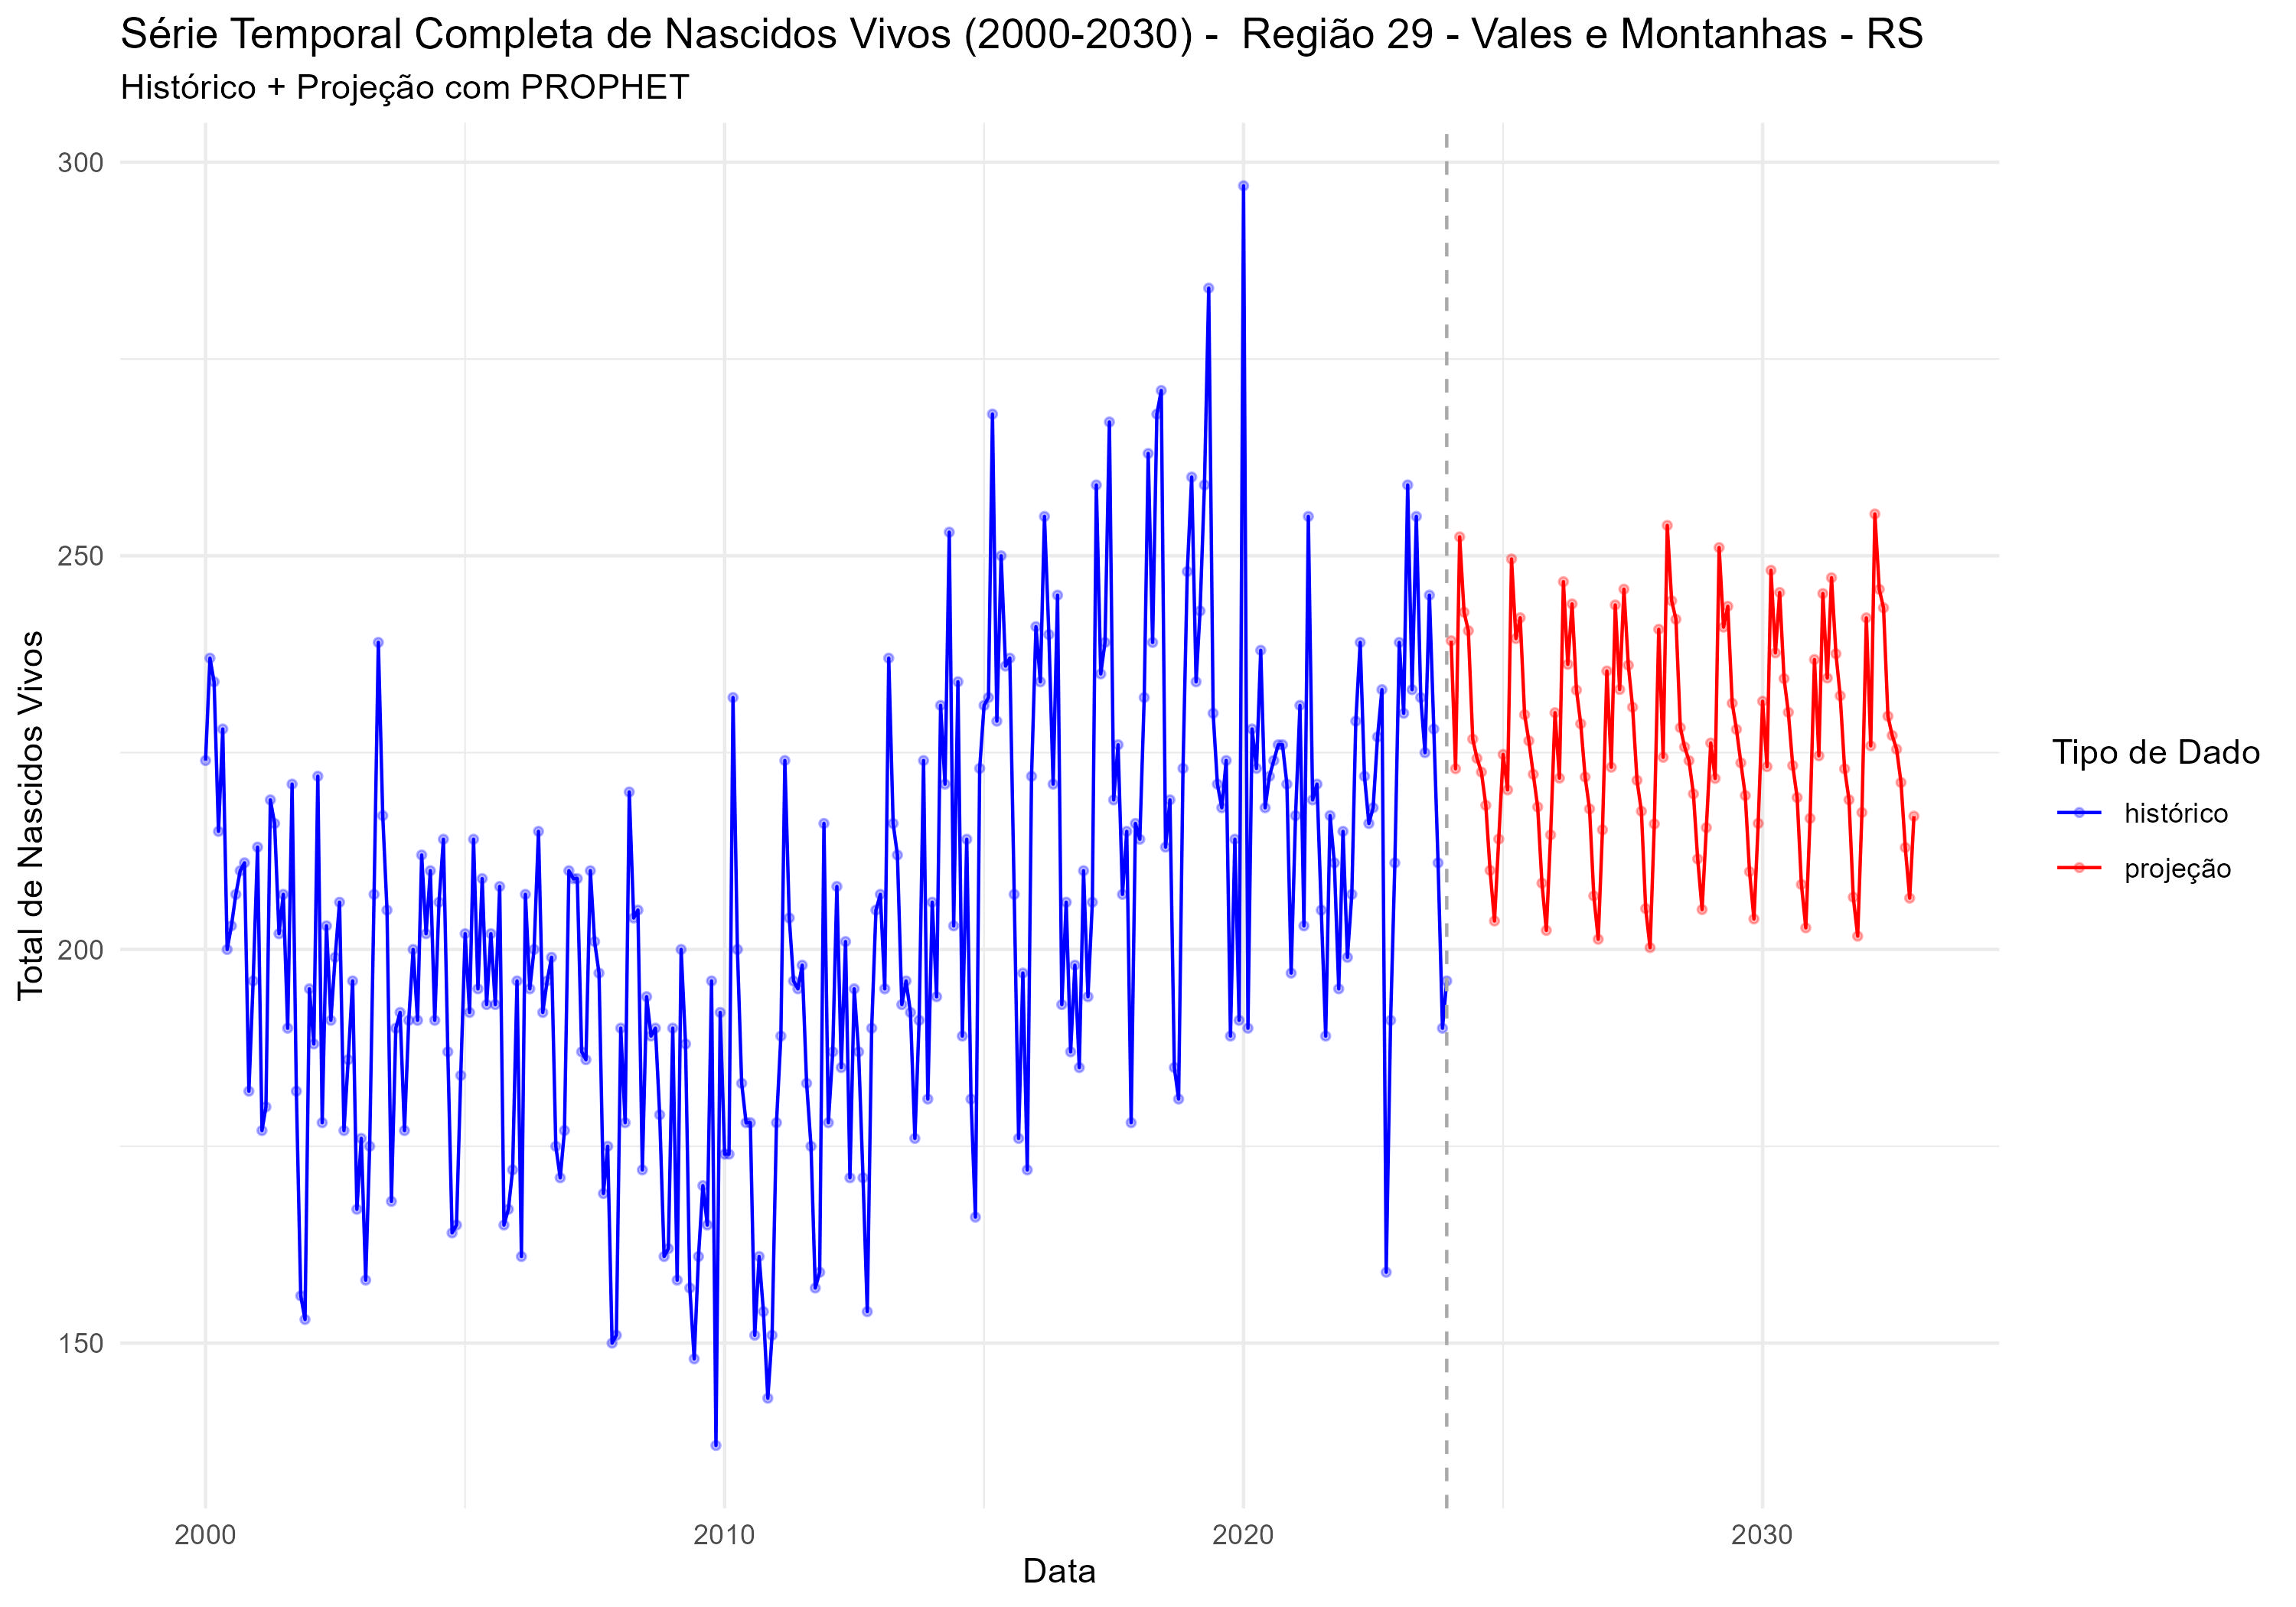 Série Temporal Completa de Nascidos Vivos (2000-2030) -  Região 29 - Vales e Montanhas - RS
Histórico + Projeção com PROPHET
Total de Nascidos Vivos
300
250
200
150
2000
2010
2020
2030
Data
Tipo de Dado
histórico
projeção